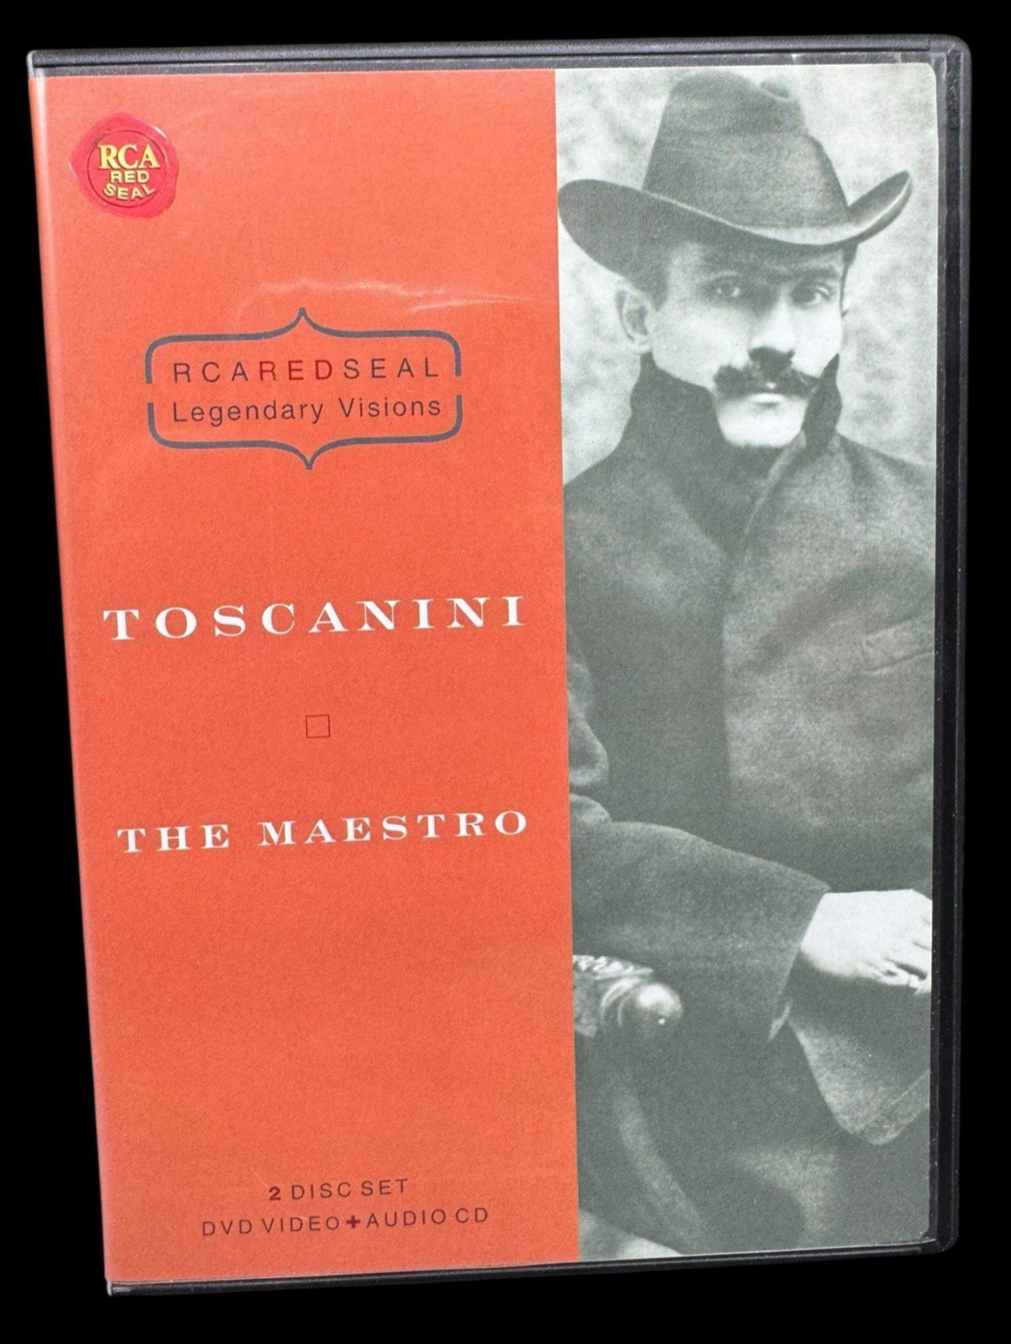 RCA
RED
SEAL
RCAREDSEAL
Legendary Visions
TOSCANINI
THE MAESTRO
2 DISC SET
DVD VIDEO+AUDIO CD